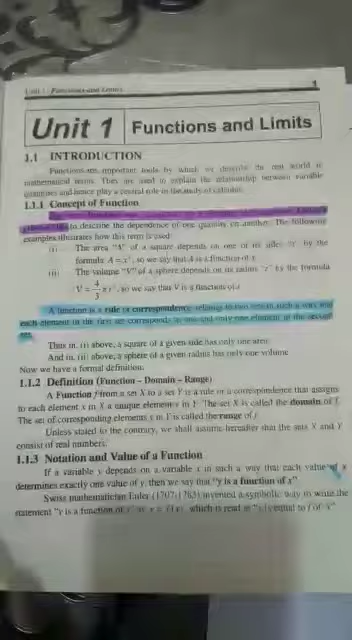 Unit 1 Functions and Limits
1
Unit 1 Functions and Limits
1.1 INTRODUCTION
Functions are important tools by which we describe the real world in
mathematical terms. They are used to explain the relationship between variable
quantities and hence play a central role in the study of calculus.
1.1.1 Concept of Function
to describe the dependence of one quantity on another. The following
examples illustrates how this term is used:
(i) The area "A" of a square depends on one of its sides "x" by the
formula A = x², so we say that A is a function of x.
(ii) The volume "V" of a sphere depends on its radius "r" by the formula
V = 4/3 π r³, so we say that V is a function of r.
A function is a rule or correspondence, relating two sets in such a way that
each element in the first set corresponds to one and only one element in the second
set.
Thus in, (i) above, a square of a given side has only one area.
And in, (ii) above, a sphere of a given radius has only one volume.
Now we have a formal definition:
1.1.2 Definition (Function - Domain - Range)
A Function f from a set X to a set Y is a rule or a correspondence that assigns
to each element x in X a unique element y in Y. The set X is called the domain of f.
The set of corresponding elements y in Y is called the range of f.
Unless stated to the contrary, we shall assume hereafter that the sets X and Y
consist of real numbers.
1.1.3 Notation and Value of a Function
If a variable y depends on a variable x in such a way that each value of x
determines exactly one value of y, then we say that "y is a function of x".
Swiss mathematician Euler (1707-1783) invented a symbolic way to write the
statement "y is a function of x" as y = f(x), which is read as "y is equal to f of x".